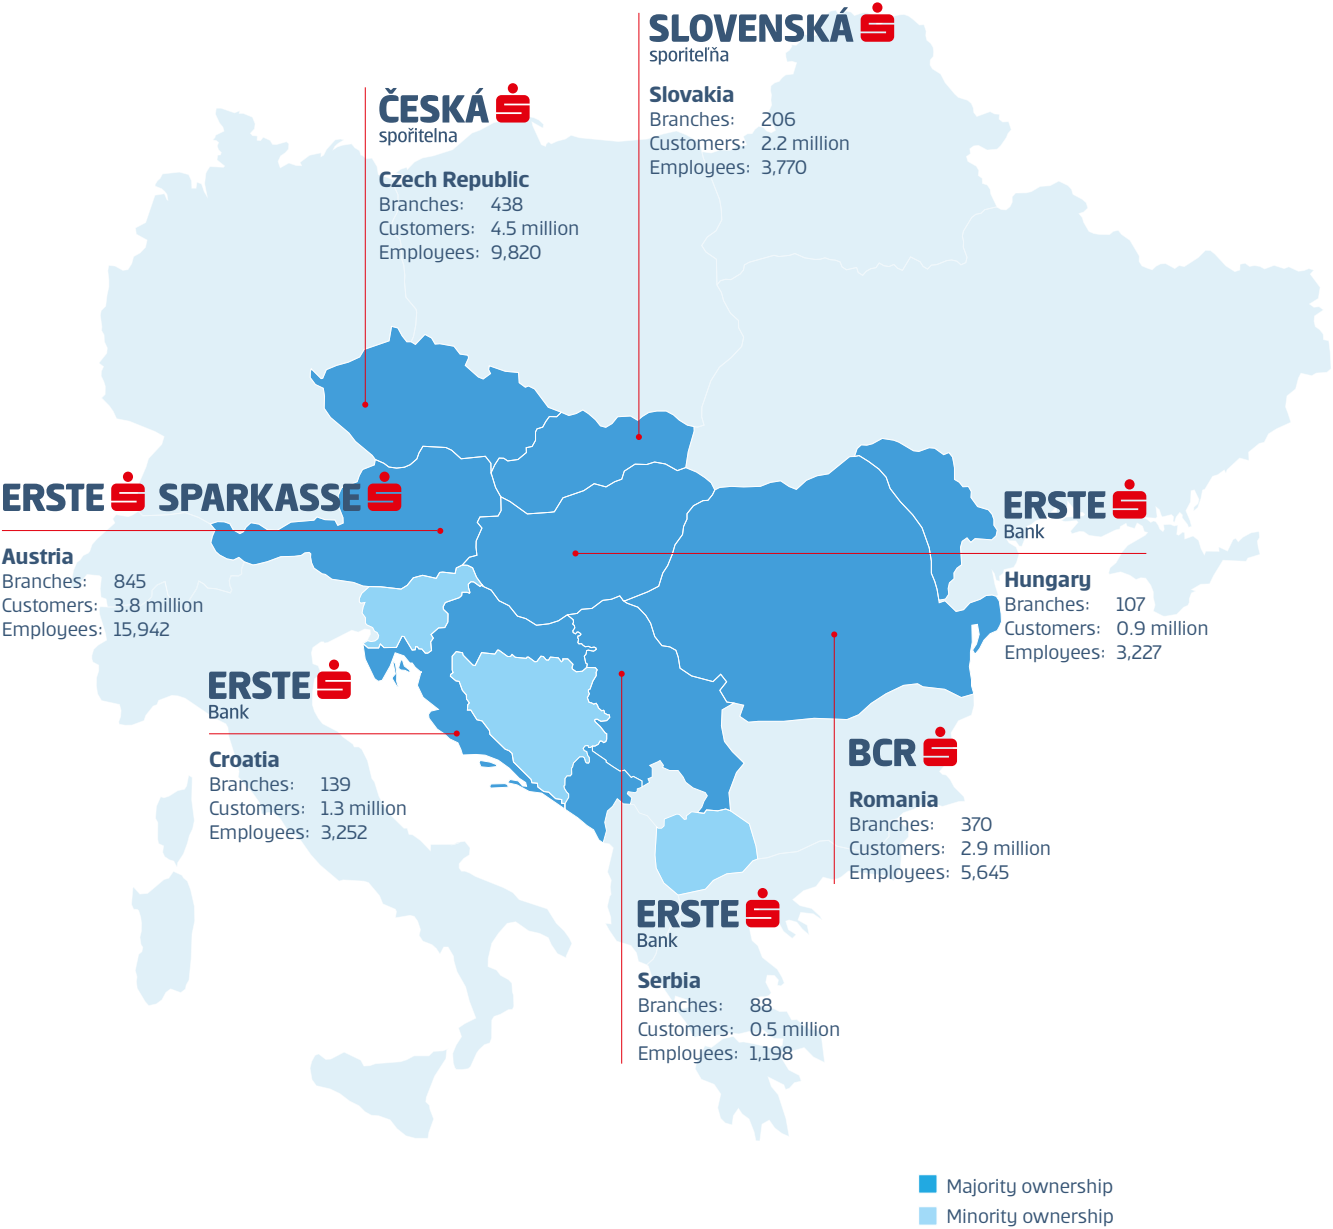 SLOVENSKÁ
sporiteľňa
Slovakia
Branches: 206
Customers: 2.2 million
Employees: 3,770
ČESKÁ
spořitelna
Czech Republic
Branches: 438
Customers: 4.5 million
Employees: 9,820
ERSTE SPARKASSE
Austria
Branches: 845
Customers: 3.8 million
Employees: 15,942
ERSTE
Bank
Hungary
Branches: 107
Customers: 0.9 million
Employees: 3,227
ERSTE
Bank
Croatia
Branches: 139
Customers: 1.3 million
Employees: 3,252
BCR
Romania
Branches: 370
Customers: 2.9 million
Employees: 5,645
ERSTE
Bank
Serbia
Branches: 88
Customers: 0.5 million
Employees: 1,198
Majority ownership
Minority ownership